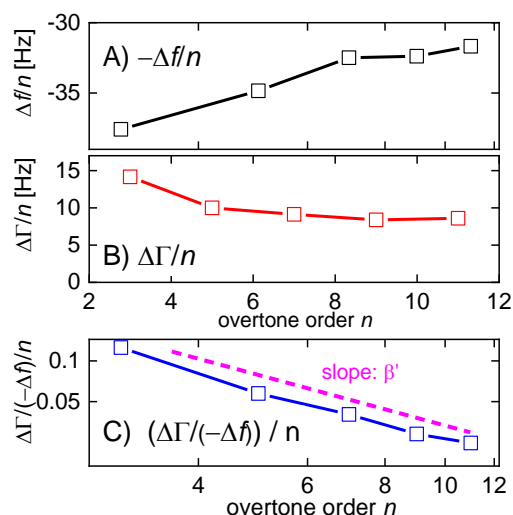 -30
-35
Δf/n [Hz]
A) −Δf/n
15
10
5
0
ΔΓ/n [Hz]
B) ΔΓ/n
2 4 6 8 10 12
overtone order n
0.1
0.05
ΔΓ/(−Δf)/n
slope: β'
C) (ΔΓ/(−Δf)) / n
4 6 8 10 12
overtone order n